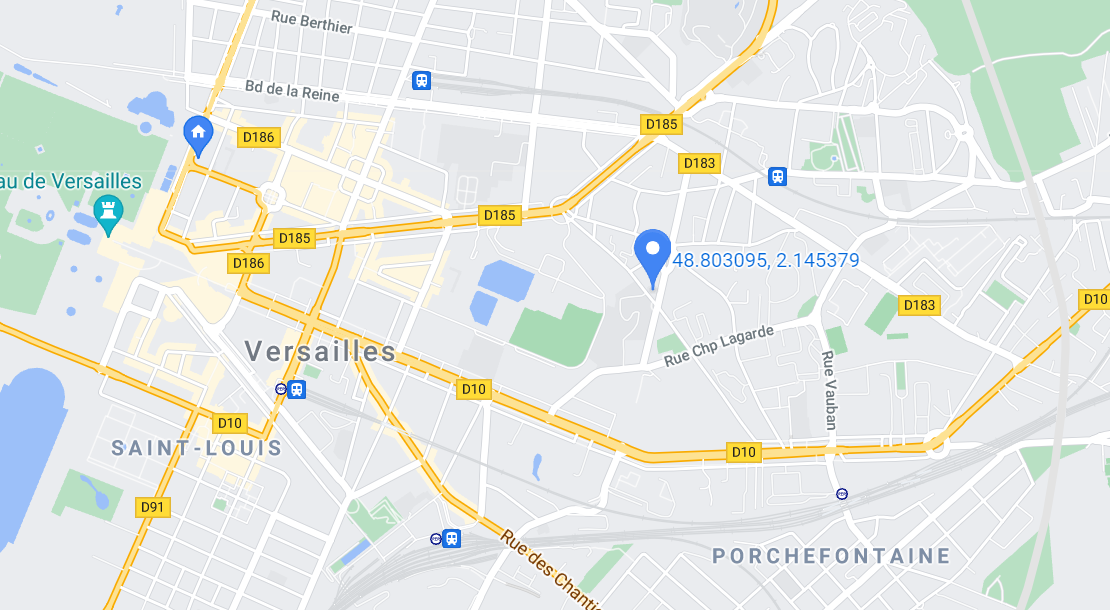 Rue Berthier
Bd de la Reine
D185
D186
D183
au de Versailles
D185
D185
D186
48.803095, 2.145379
D10
D183
Rue Chp Lagarde
Versailles
Rue Vauban
D10
D10
D10
SAINT-LOUIS
D91
Rue des Chanti
PORCHEFONTAINE